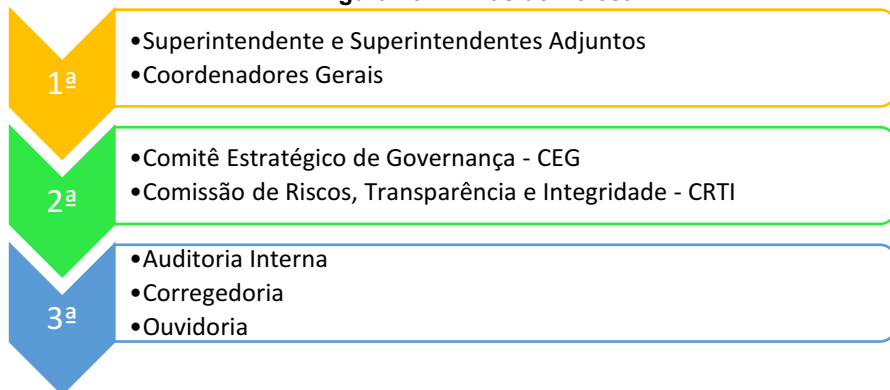 1ª
•Superintendente e Superintendentes Adjuntos
•Coordenadores Gerais
2ª
•Comitê Estratégico de Governança - CEG
•Comissão de Riscos, Transparência e Integridade - CRTI
3ª
•Auditoria Interna
•Corregedoria
•Ouvidoria